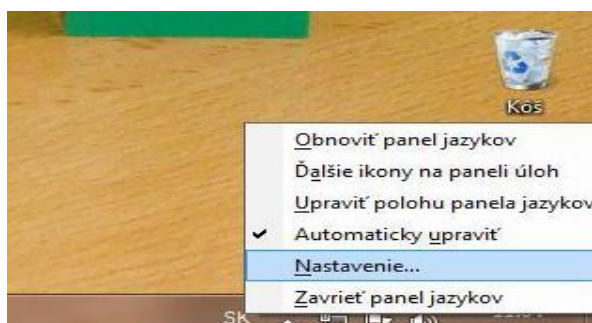 Kôš
Obnoviť panel jazykov
Ďalšie ikony na paneli úloh
Upraviť polohu panela jazykov
Automaticky upraviť
Nastavenie...
Zavrieť panel jazykov
SK